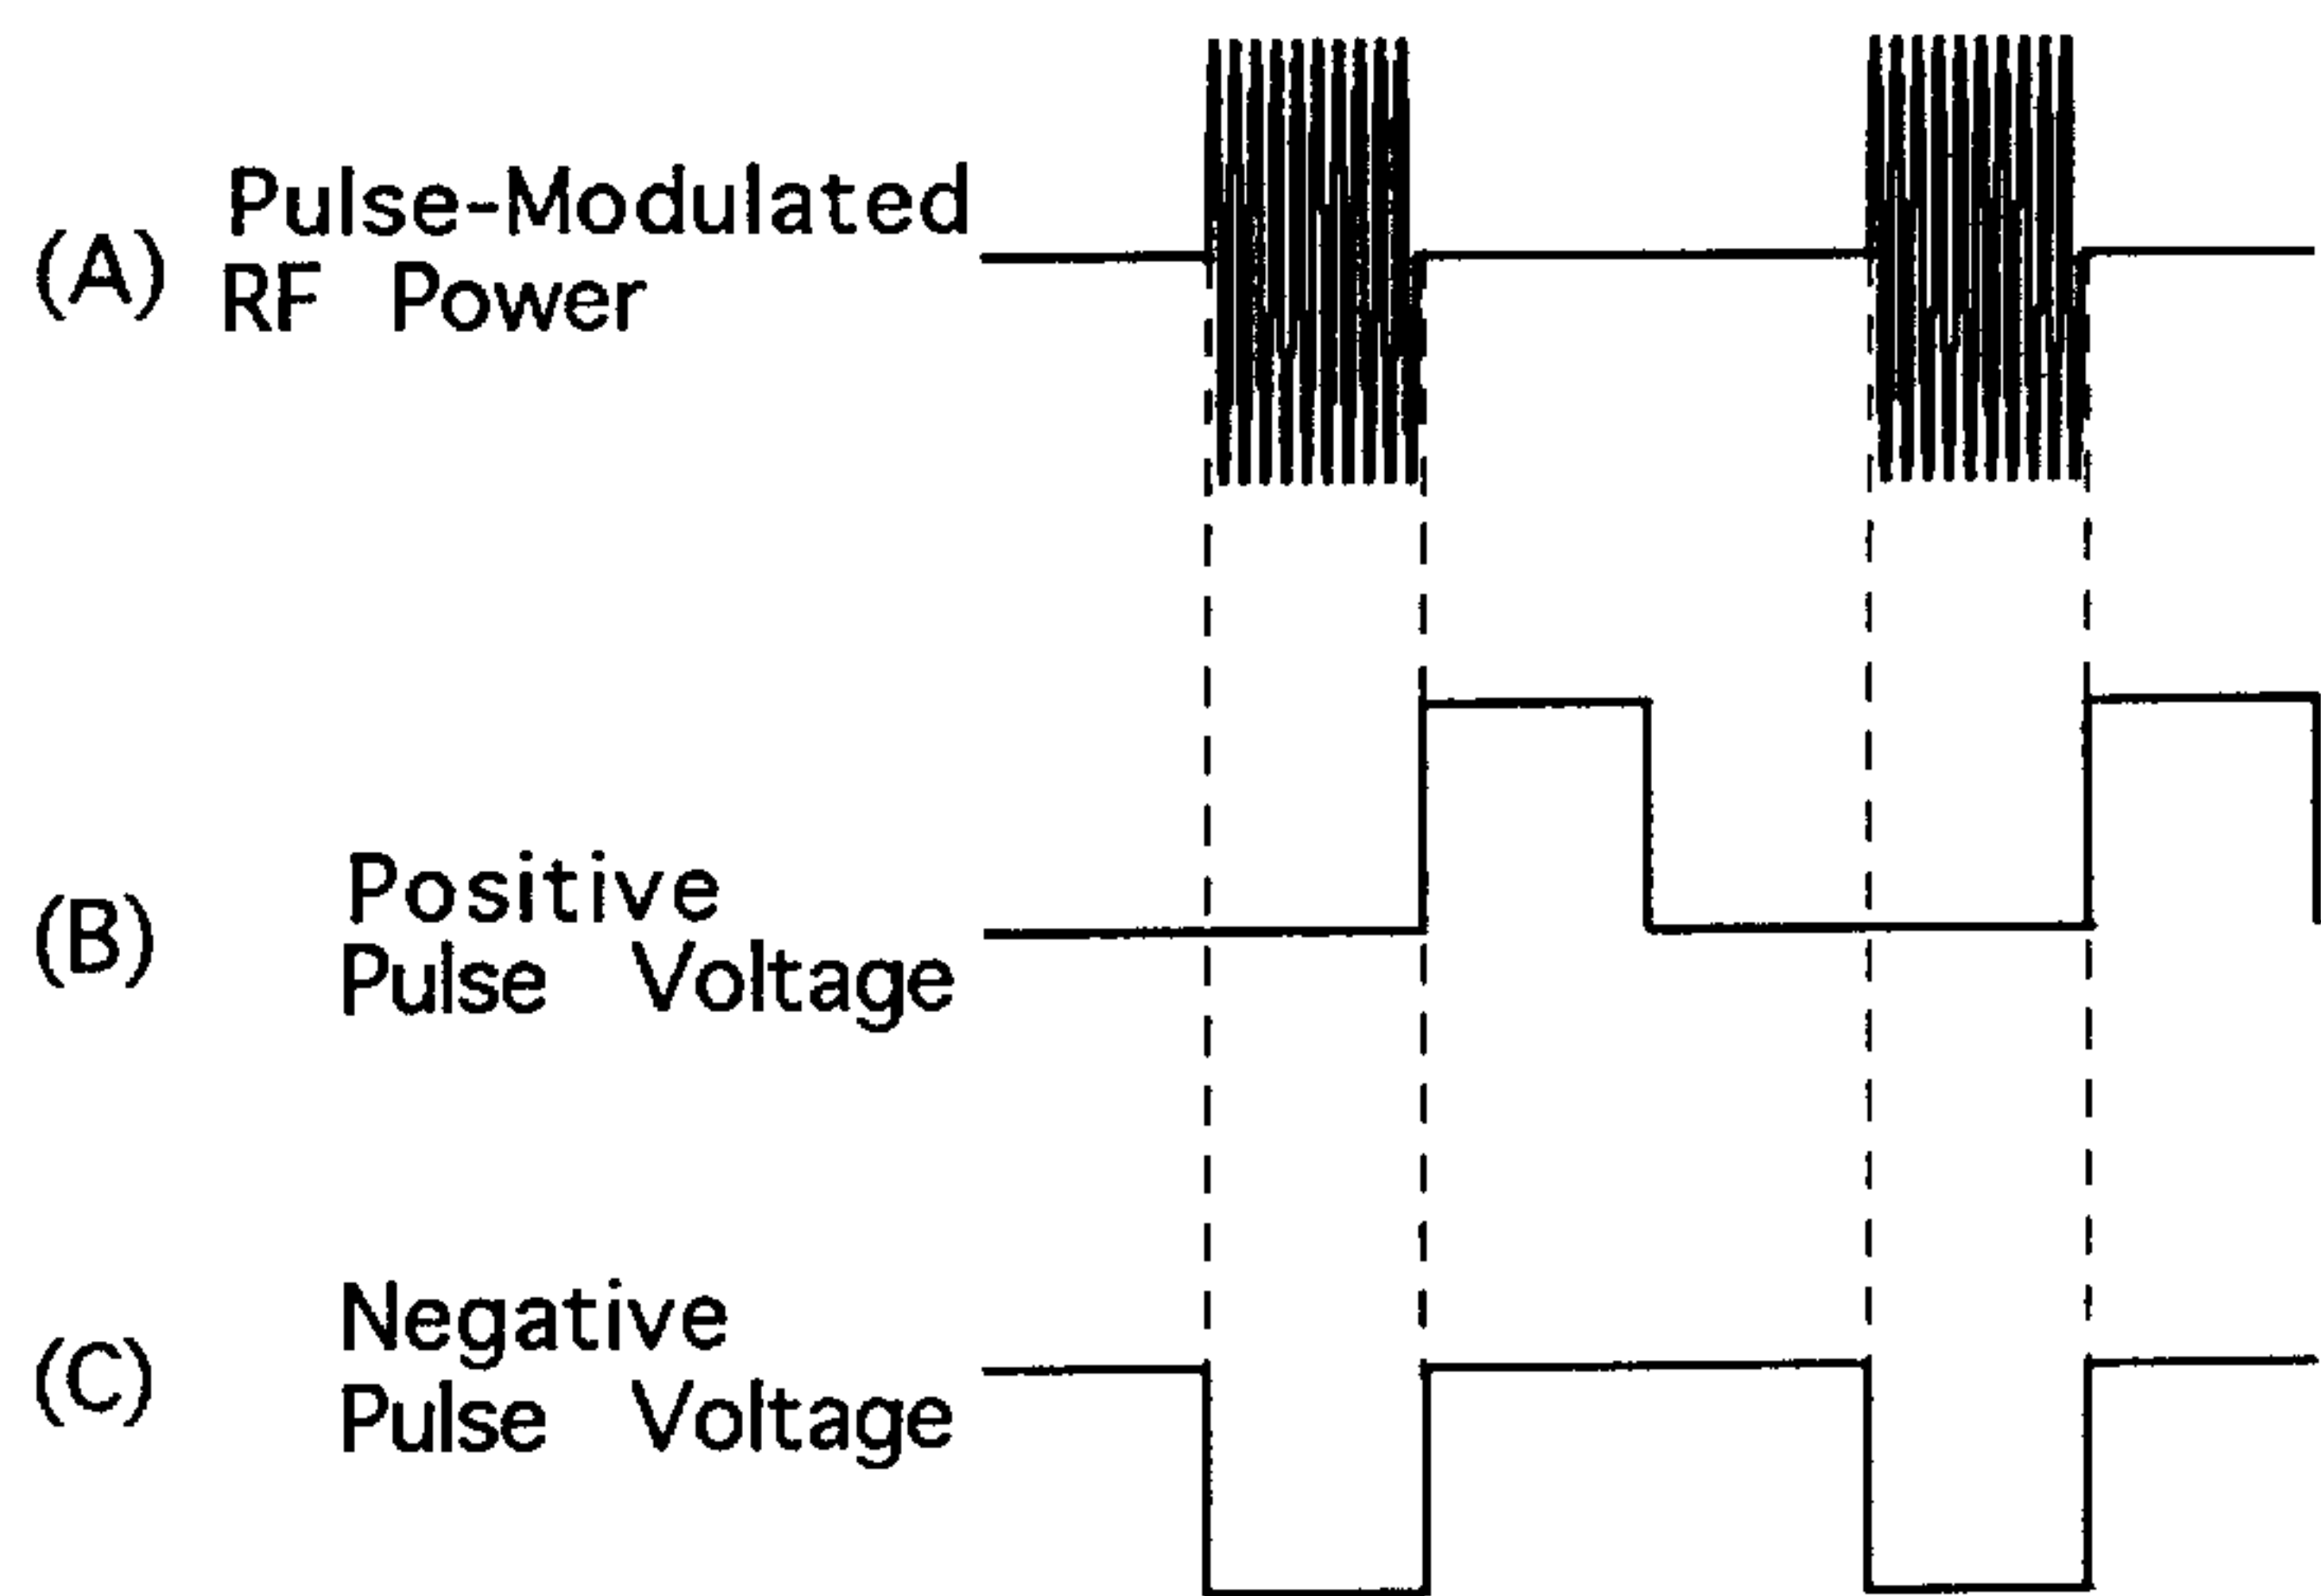 (A) Pulse-Modulated
RF Power
(B) Positive
Pulse Voltage
(C) Negative
Pulse Voltage